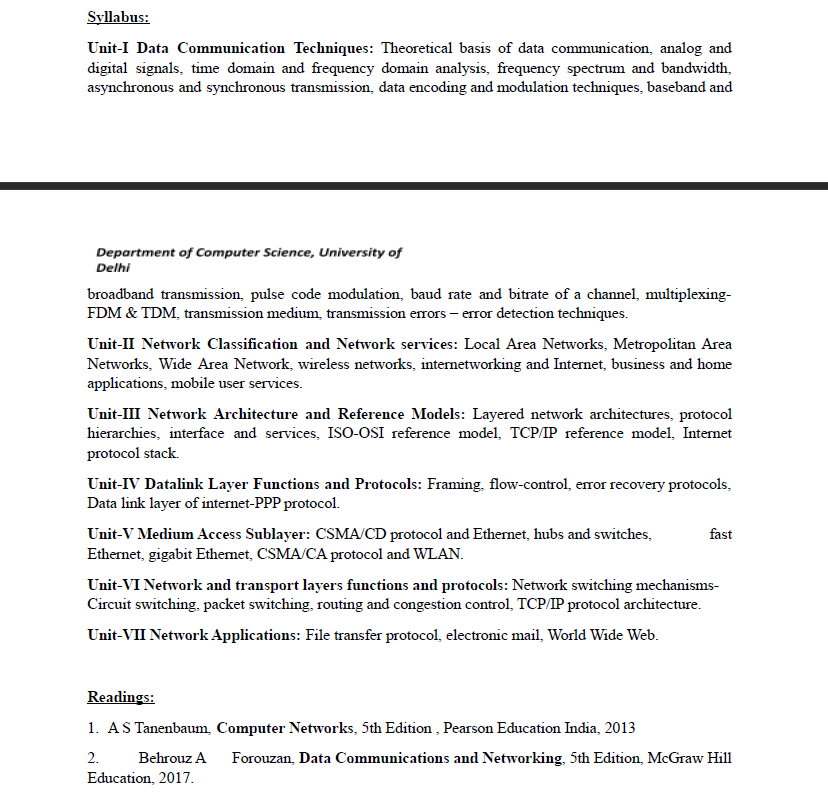 Syllabus:
Unit-I Data Communication Techniques: Theoretical basis of data communication, analog and
digital signals, time domain and frequency domain analysis, frequency spectrum and bandwidth,
asynchronous and synchronous transmission, data encoding and modulation techniques, baseband and
Department of Computer Science, University of
Delhi
broadband transmission, pulse code modulation, baud rate and bitrate of a channel, multiplexing-
FDM & TDM, transmission medium, transmission errors – error detection techniques.
Unit-II Network Classification and Network services: Local Area Networks, Metropolitan Area
Networks, Wide Area Network, wireless networks, internetworking and Internet, business and home
applications, mobile user services.
Unit-III Network Architecture and Reference Models: Layered network architectures, protocol
hierarchies, interface and services, ISO-OSI reference model, TCP/IP reference model, Internet
protocol stack.
Unit-IV Datalink Layer Functions and Protocols: Framing, flow-control, error recovery protocols,
Data link layer of internet-PPP protocol.
Unit-V Medium Access Sublayer: CSMA/CD protocol and Ethernet, hubs and switches, fast
Ethernet, gigabit Ethernet, CSMA/CA protocol and WLAN.
Unit-VI Network and transport layers functions and protocols: Network switching mechanisms-
Circuit switching, packet switching, routing and congestion control, TCP/IP protocol architecture.
Unit-VII Network Applications: File transfer protocol, electronic mail, World Wide Web.
Readings:
1. A S Tanenbaum, Computer Networks, 5th Edition , Pearson Education India, 2013
2. Behrouz A Forouzan, Data Communications and Networking, 5th Edition, McGraw Hill
Education, 2017.